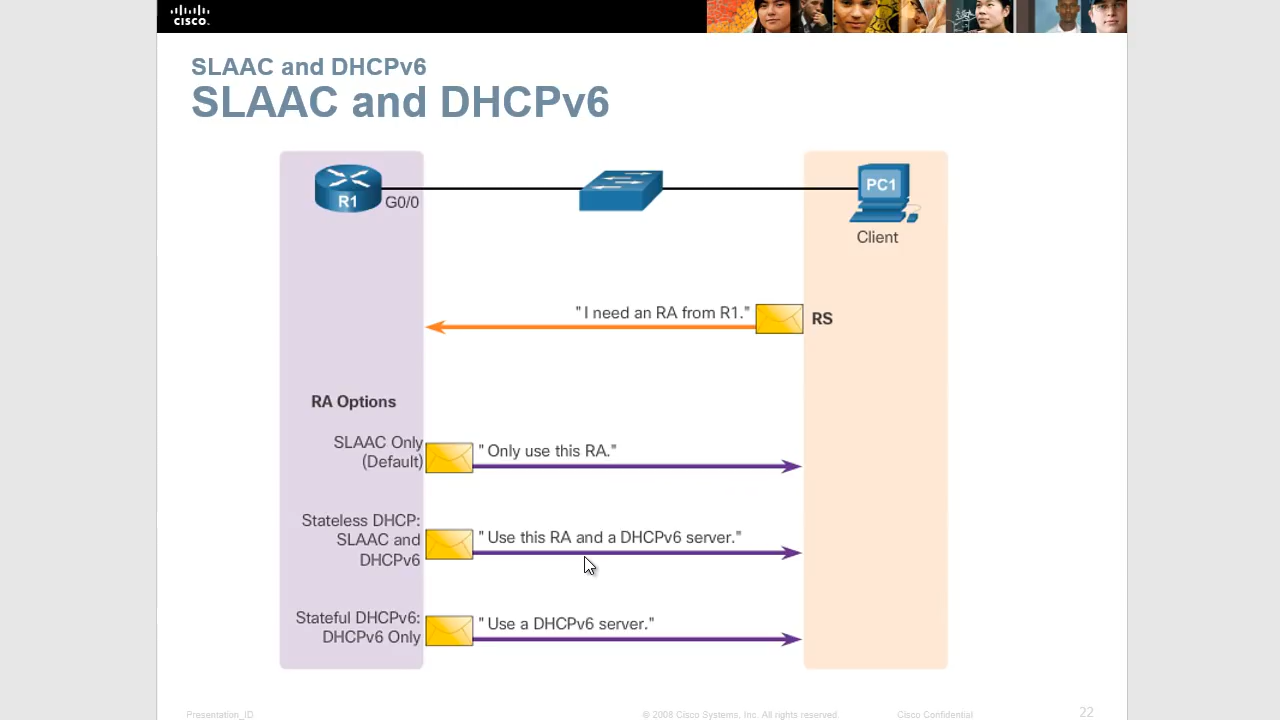 CISCO.
SLAAC and DHCPv6
SLAAC and DHCPv6
R1
G0/0
PC1
Client
" I need an RA from R1."
RS
RA Options
SLAAC Only
(Default)
" Only use this RA."
Stateless DHCP:
SLAAC and
DHCPv6
" Use this RA and a DHCPv6 server."
Stateful DHCPv6:
DHCPv6 Only
" Use a DHCPv6 server."
Presentation_ID
© 2008 Cisco Systems, Inc. All rights reserved.
Cisco Confidential
22